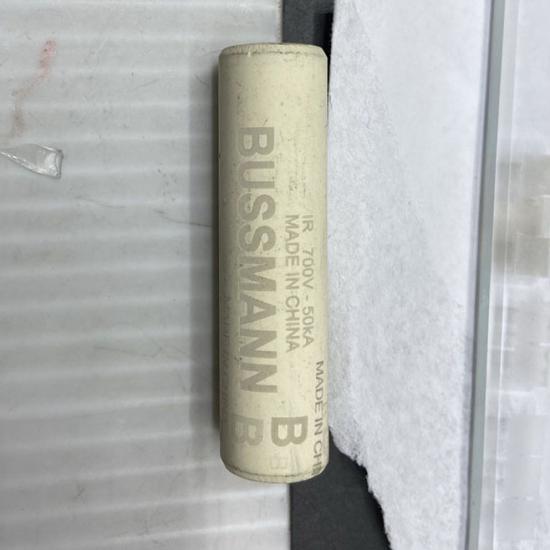 BUSSMANN
IR 700V - 50kA
MADE IN CHINA
B
B
B
MADE IN CH